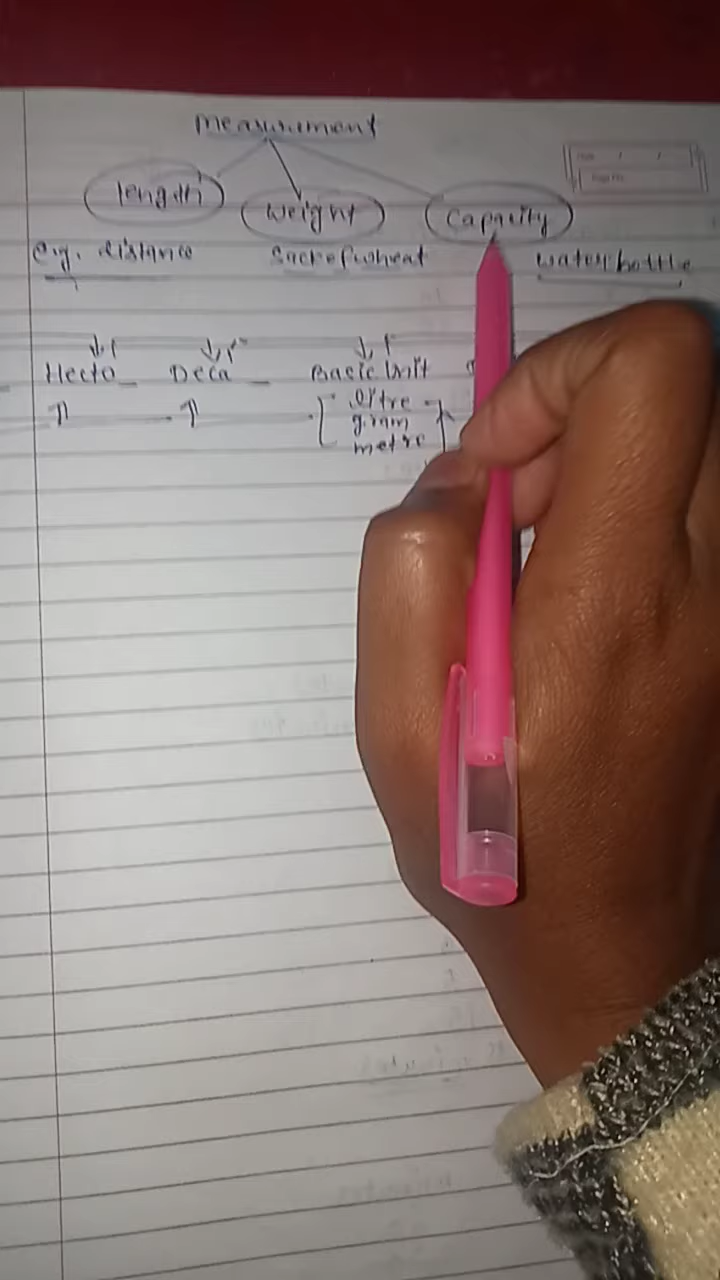 measurement
length weight Capacity
e.g. distance Sack of wheat water bottle
Hecto Deca Basic Unit
litre
gram
metre